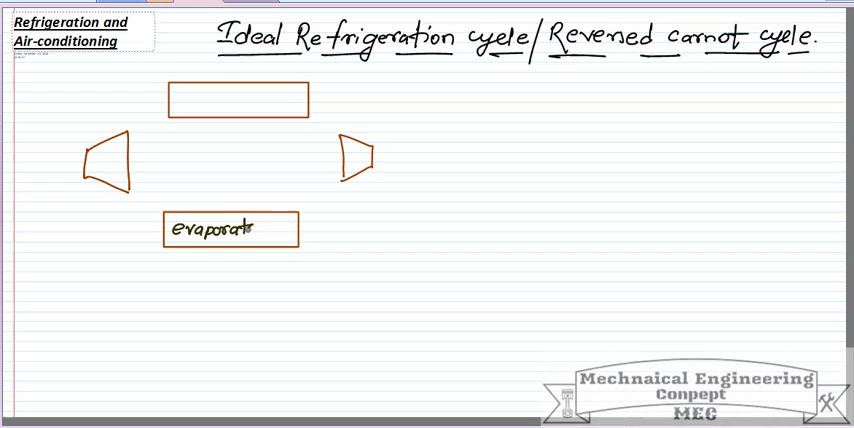 Refrigeration and
Air-conditioning
Ideal Refrigeration cycle/Reversed carnot cycle.
evaporat
Mechnaical Engineering
Conpept
MEC